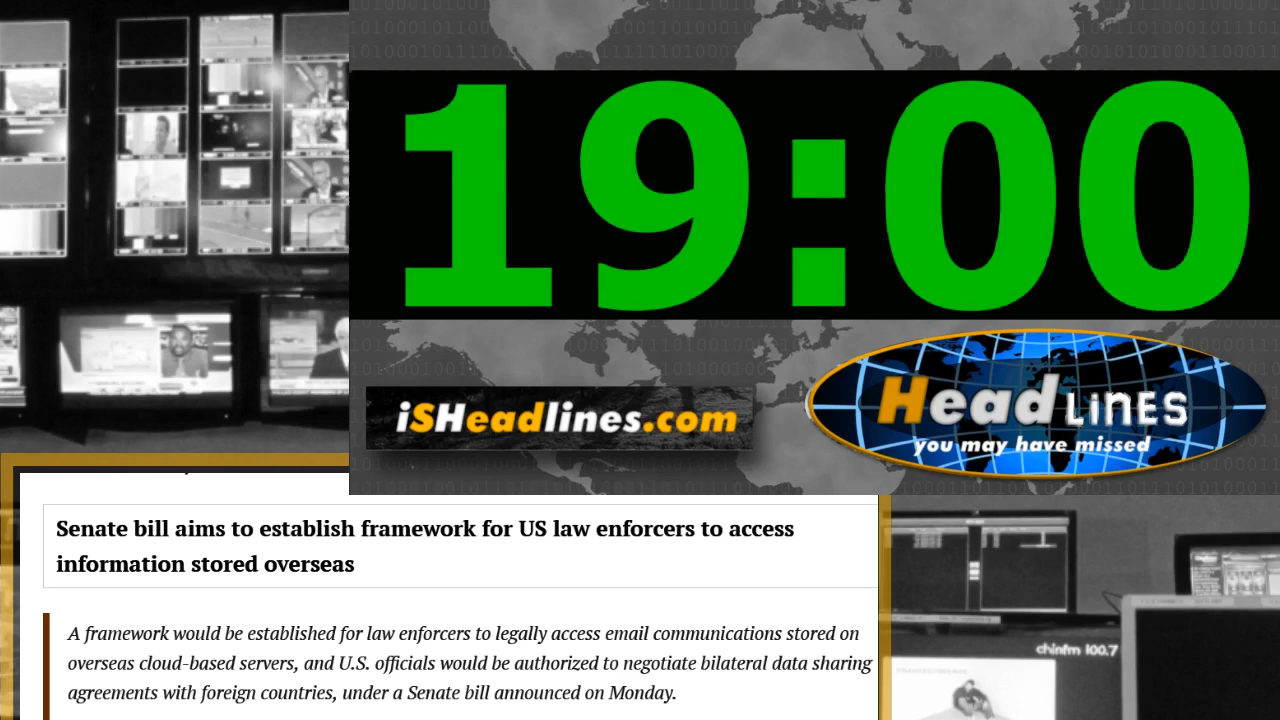 19:00
iSHeadlines.com
HeadLINES
you may have missed
Senate bill aims to establish framework for US law enforcers to access
information stored overseas
A framework would be established for law enforcers to legally access email communications stored on
overseas cloud-based servers, and U.S. officials would be authorized to negotiate bilateral data sharing
agreements with foreign countries, under a Senate bill announced on Monday.
chinfm 100.7